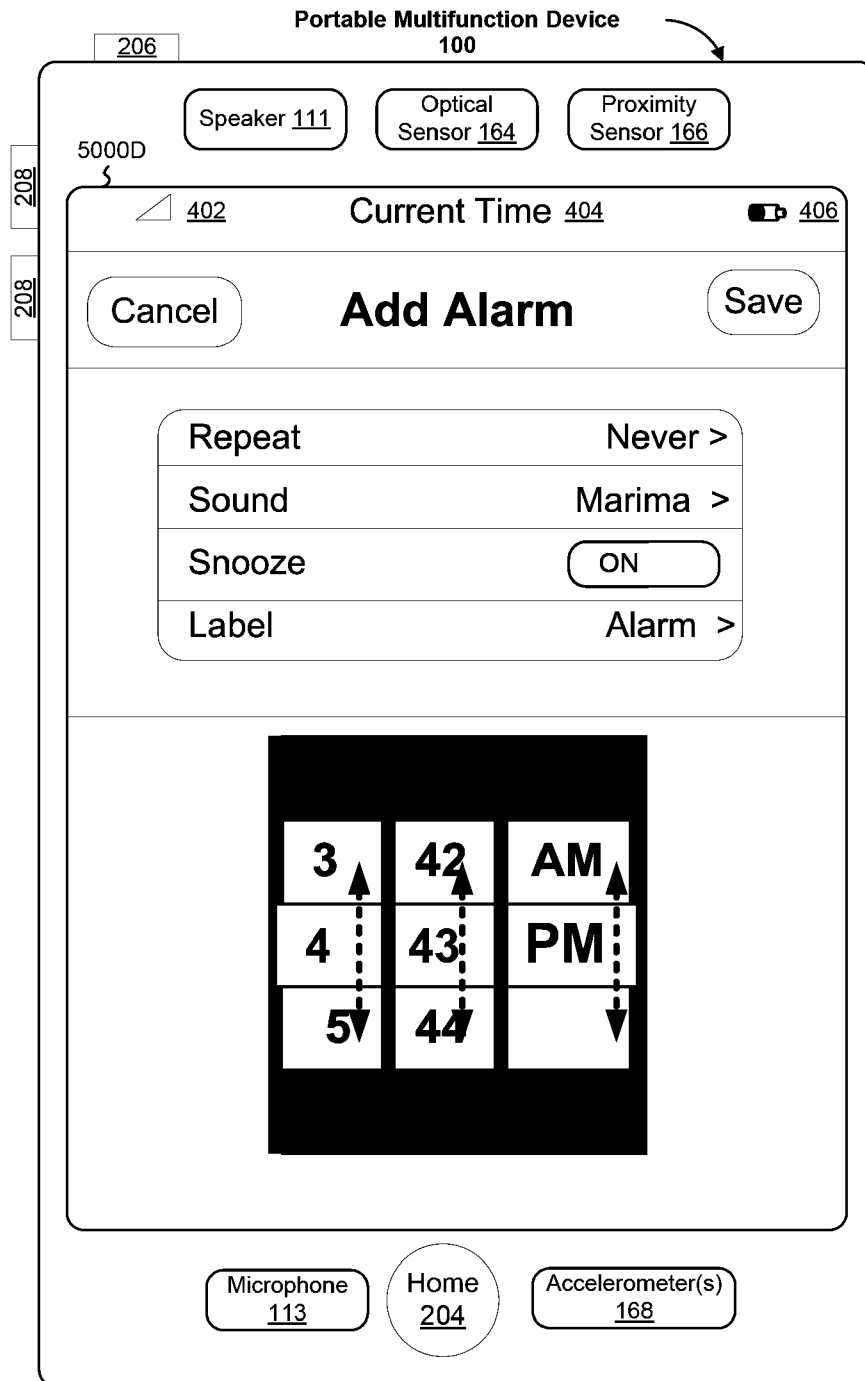 Portable Multifunction Device
100
206
Speaker 111
Optical
Sensor 164
Proximity
Sensor 166
5000D
208
208
402
Current Time 404
406
Cancel
Add Alarm
Save
Repeat Never >
Sound Marima >
Snooze ON
Label Alarm >
3 42 AM
4 43 PM
5 44
Microphone
113
Home
204
Accelerometer(s)
168